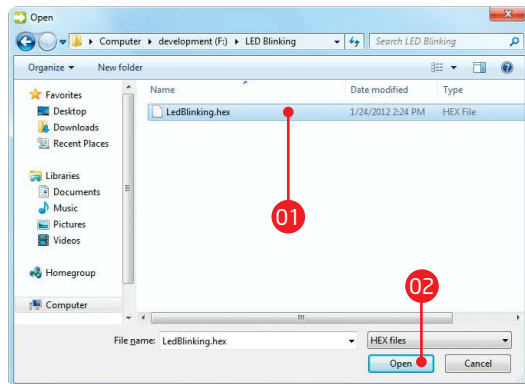 Open
Computer ▸ development (F:) ▸ LED Blinking
Search LED Blinking
Organize ▾ New folder
Favorites
Desktop
Downloads
Recent Places
Libraries
Documents
Music
Pictures
Videos
Homegroup
Computer
Name Date modified Type
LedBlinking.hex 1/24/2012 2:24 PM HEX File
01
02
File name: LedBlinking.hex HEX files
Open Cancel